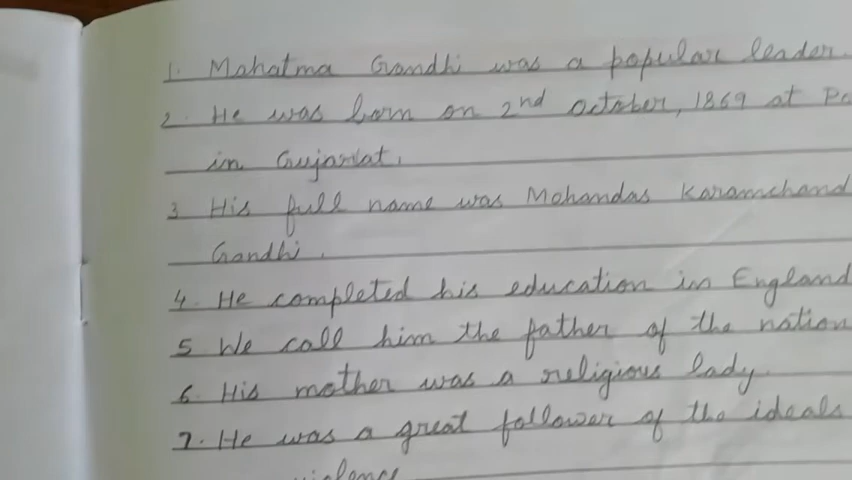 1. Mahatma Gandhi was a popular leader.
2. He was born on 2nd october, 1869 at Po
in Gujarat.
3 His full name was Mohandas Karamchand
Gandhi.
4. He completed his education in England
5 We call him the father of the nation
6. His mother was a religious lady.
7. He was a great follower of the ideals
violence